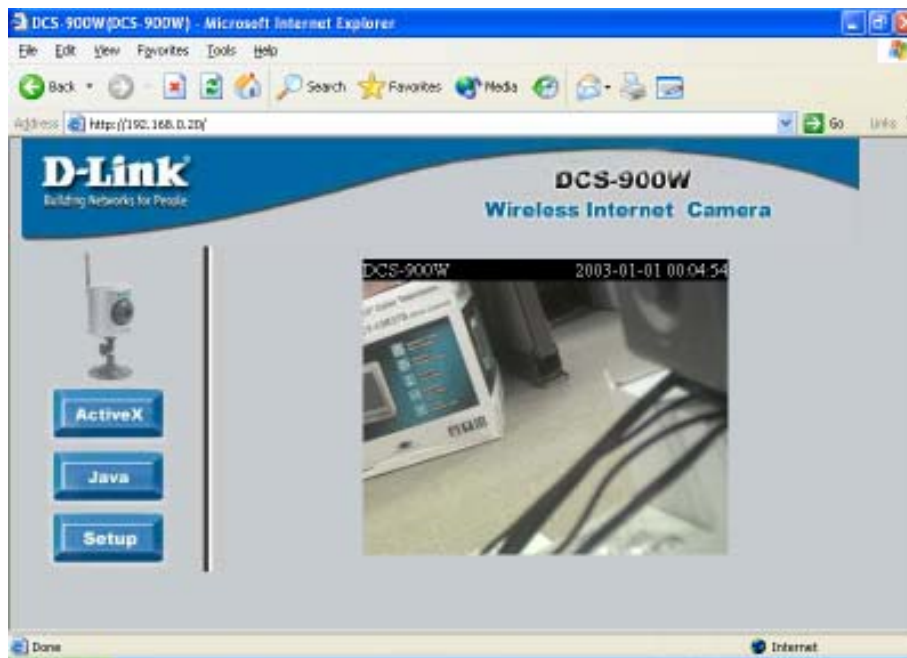 DCS-900W(DCS-900W) - Microsoft Internet Explorer
File Edit View Favorites Tools Help
Back Search Favorites Media
Address http://192.168.0.20/ Go Links
D-Link
Building Networks for People
DCS-900W
Wireless Internet Camera
DCS-900W 2003-01-01 00:04:54
ActiveX
Java
Setup
Done Internet